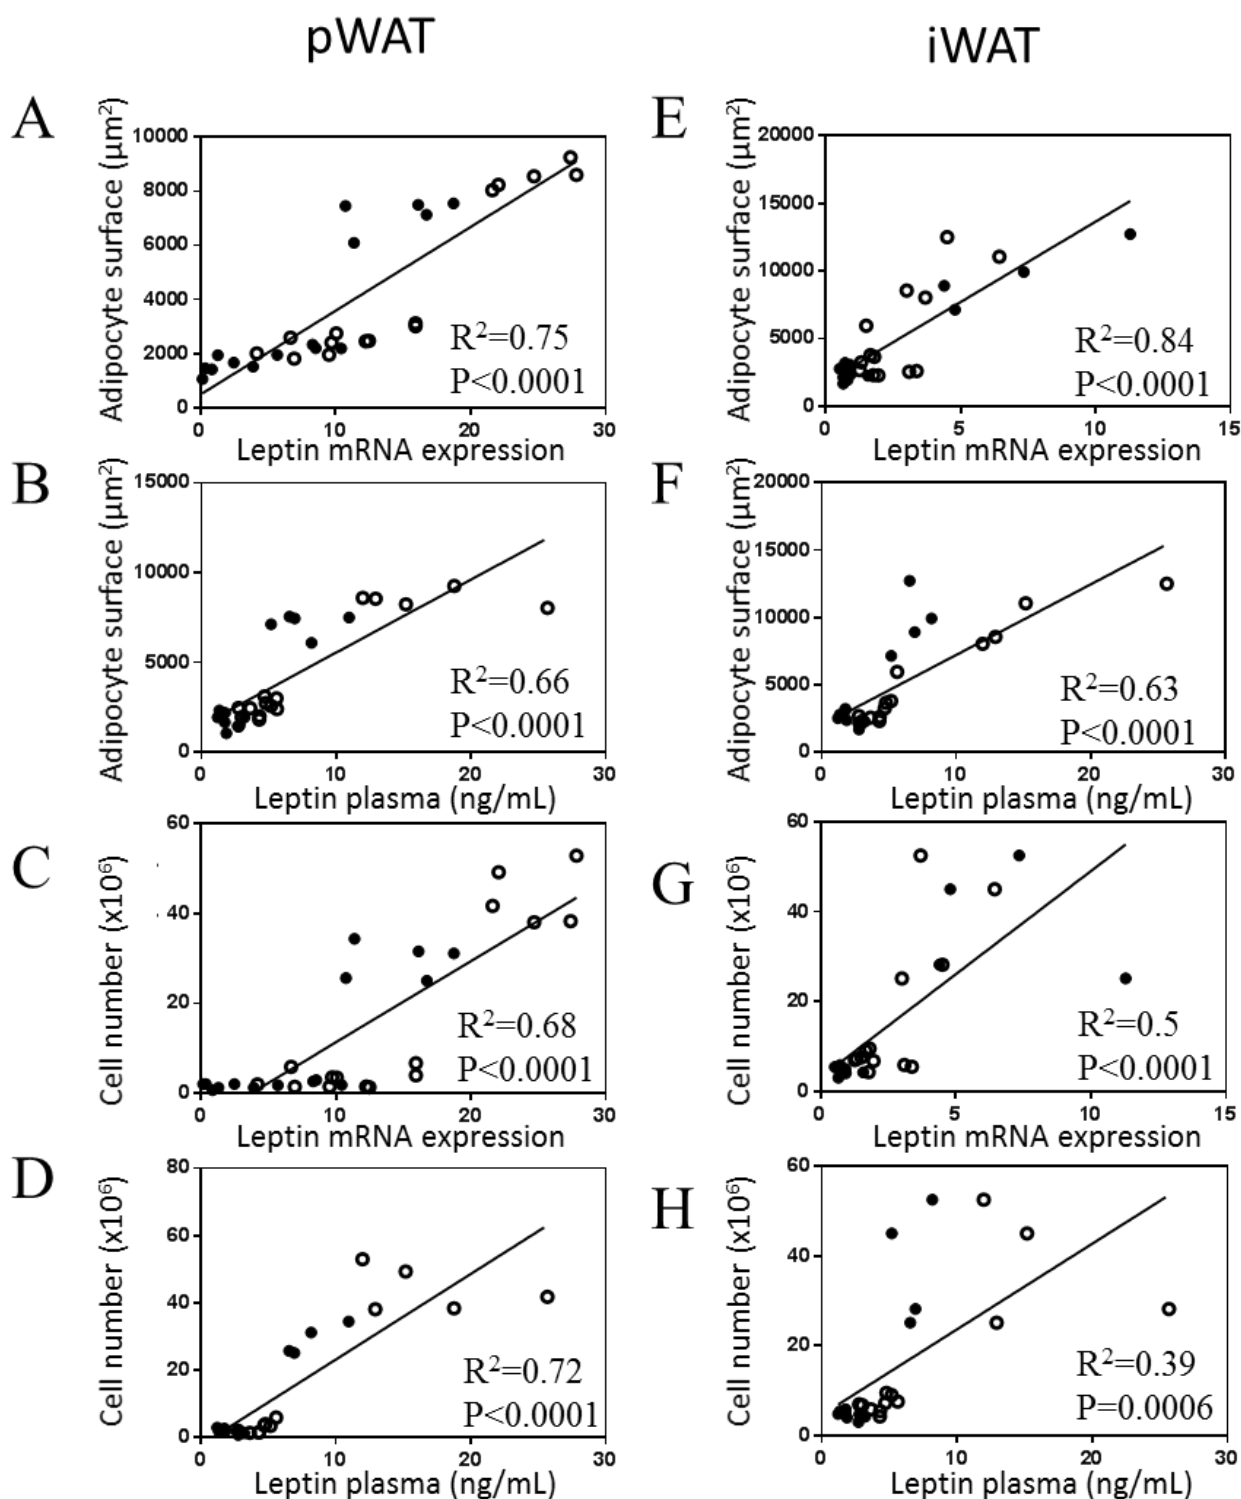 pWAT
iWAT
A
Adipocyte surface (µm²)
10000
8000
6000
4000
2000
0
R²=0.75
P<0.0001
0 10 20 30
Leptin mRNA expression
E
Adipocyte surface (µm²)
20000
15000
10000
5000
0
R²=0.84
P<0.0001
0 5 10 15
Leptin mRNA expression
B
Adipocyte surface (µm²)
15000
10000
5000
0
R²=0.66
P<0.0001
0 10 20 30
Leptin plasma (ng/mL)
F
Adipocyte surface (µm²)
20000
15000
10000
5000
0
R²=0.63
P<0.0001
0 10 20 30
Leptin plasma (ng/mL)
C
Cell number (x10⁶)
60
40
20
0
R²=0.68
P<0.0001
0 10 20 30
Leptin mRNA expression
G
Cell number (x10⁶)
60
40
20
0
R²=0.5
P<0.0001
0 5 10 15
Leptin mRNA expression
D
Cell number (x10⁶)
80
60
40
20
0
R²=0.72
P<0.0001
0 10 20 30
Leptin plasma (ng/mL)
H
Cell number (x10⁶)
60
40
20
0
R²=0.39
P=0.0006
0 10 20 30
Leptin plasma (ng/mL)